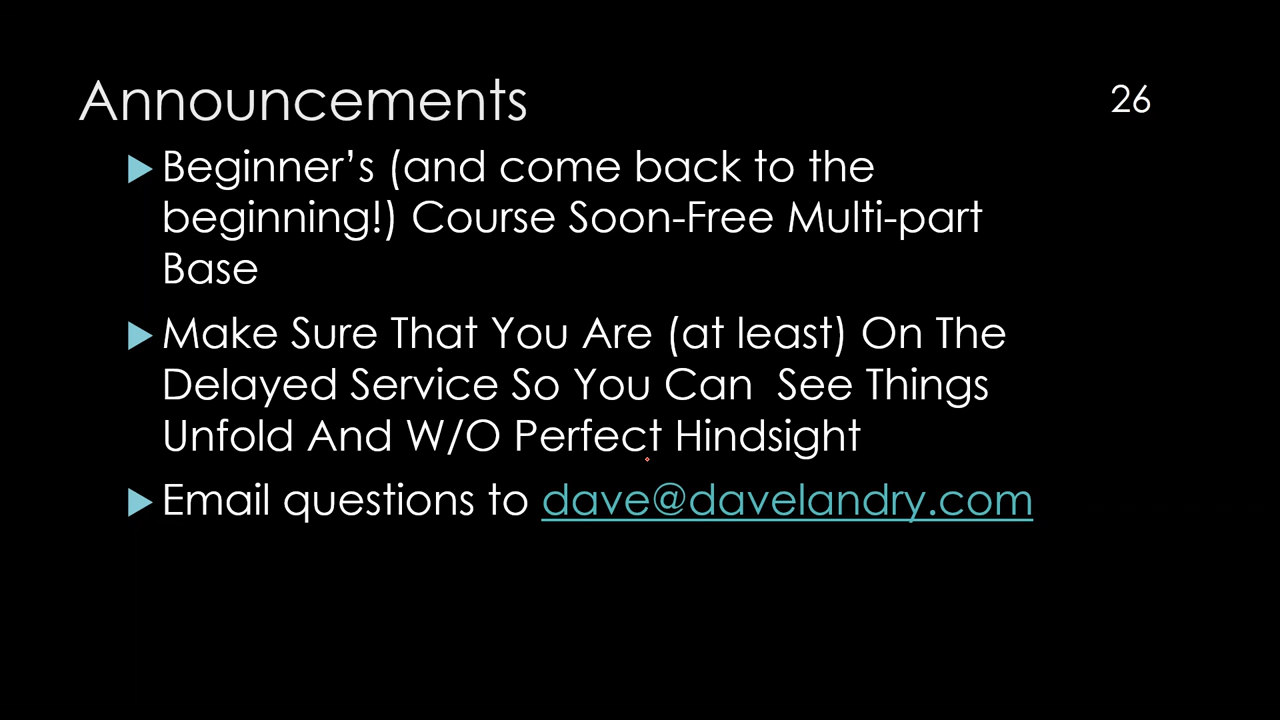 Announcements
26
▶Beginner’s (and come back to the
beginning!) Course Soon-Free Multi-part
Base
▶Make Sure That You Are (at least) On The
Delayed Service So You Can  See Things
Unfold And W/O Perfect Hindsight
▶Email questions to dave@davelandry.com